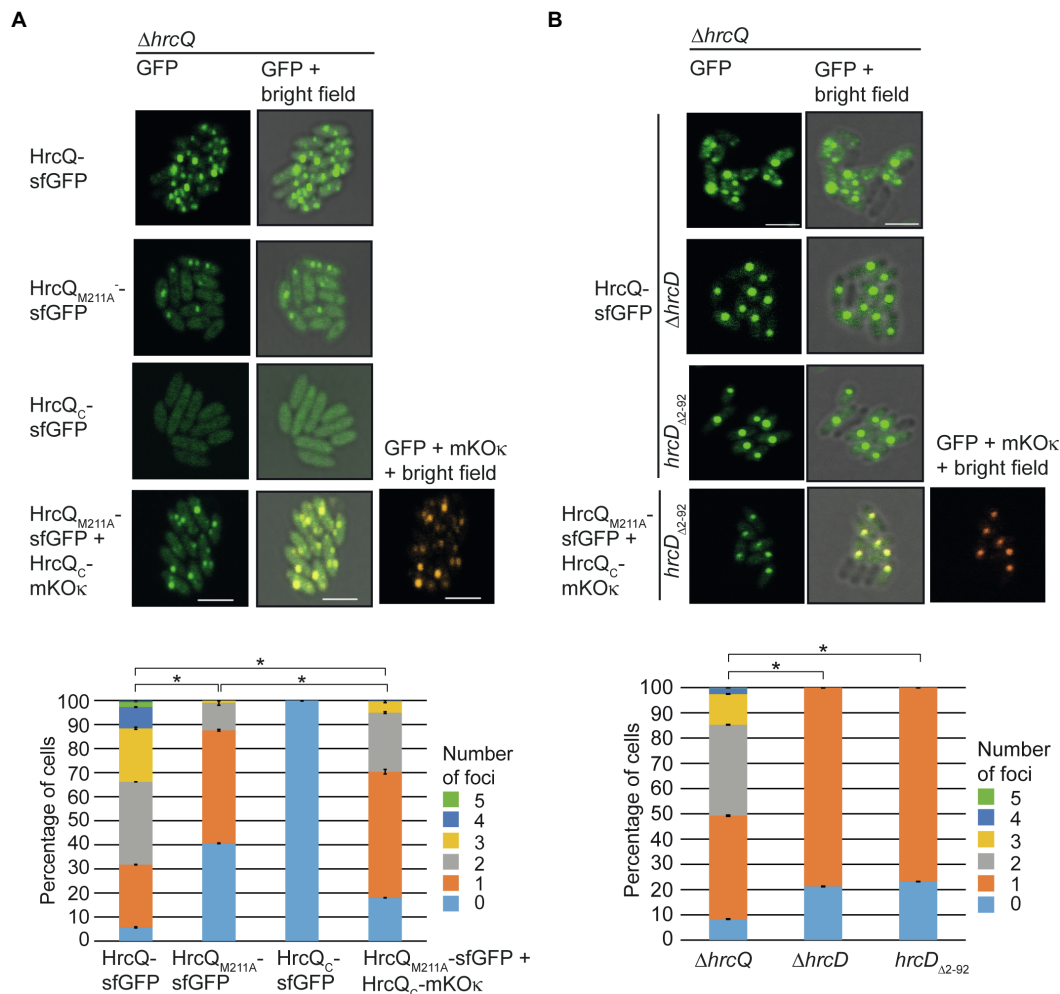 A
ΔhrcQ
GFP
GFP +
bright field
HrcQ-
sfGFP
HrcQM211A--
sfGFP
HrcQC-
sfGFP
GFP + mKOκ
+ bright field
HrcQM211A-
sfGFP +
HrcQC-
mKOκ
*
*
*
100
90
80
70
60
50
40
30
20
10
0
Percentage of cells
HrcQ-
sfGFP
HrcQM211A-
sfGFP
HrcQC-
sfGFP
HrcQM211A-sfGFP +
HrcQC-mKOκ
Number
of foci
5
4
3
2
1
0
B
ΔhrcQ
GFP
GFP +
bright field
HrcQ-
sfGFP
ΔhrcD
hrcDΔ2-92
GFP + mKOκ
+ bright field
HrcQM211A-
sfGFP +
HrcQC-
mKOκ
hrcDΔ2-92
*
*
100
90
80
70
60
50
40
30
20
10
0
Percentage of cells
ΔhrcQ
ΔhrcD
hrcDΔ2-92
Number
of foci
5
4
3
2
1
0